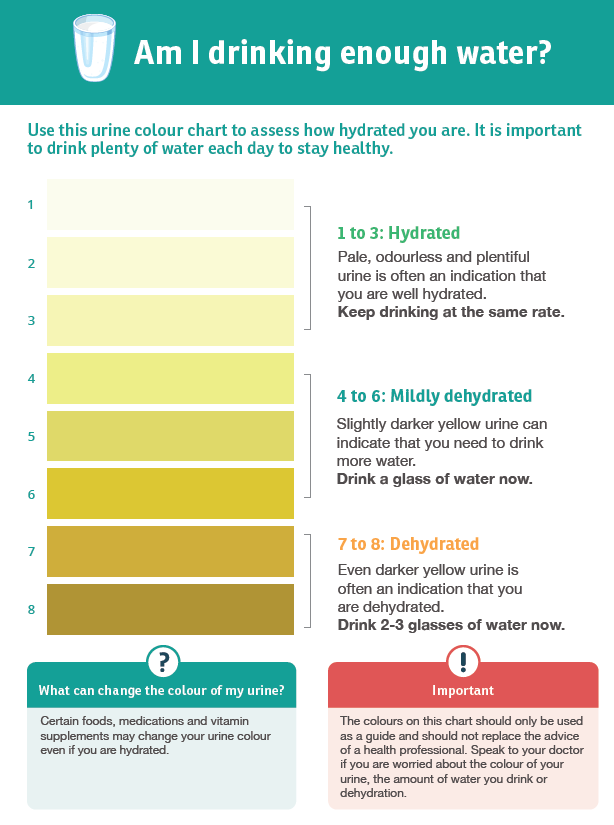 Am I drinking enough water?
Use this urine colour chart to assess how hydrated you are. It is important
to drink plenty of water each day to stay healthy.
1
2
3
1 to 3: Hydrated
Pale, odourless and plentiful
urine is often an indication that
you are well hydrated.
Keep drinking at the same rate.
4
5
6
4 to 6: Mildly dehydrated
Slightly darker yellow urine can
indicate that you need to drink
more water.
Drink a glass of water now.
7
8
7 to 8: Dehydrated
Even darker yellow urine is
often an indication that you
are dehydrated.
Drink 2-3 glasses of water now.
?
What can change the colour of my urine?
Certain foods, medications and vitamin
supplements may change your urine colour
even if you are hydrated.
!
Important
The colours on this chart should only be used
as a guide and should not replace the advice
of a health professional. Speak to your doctor
if you are worried about the colour of your
urine, the amount of water you drink or
dehydration.